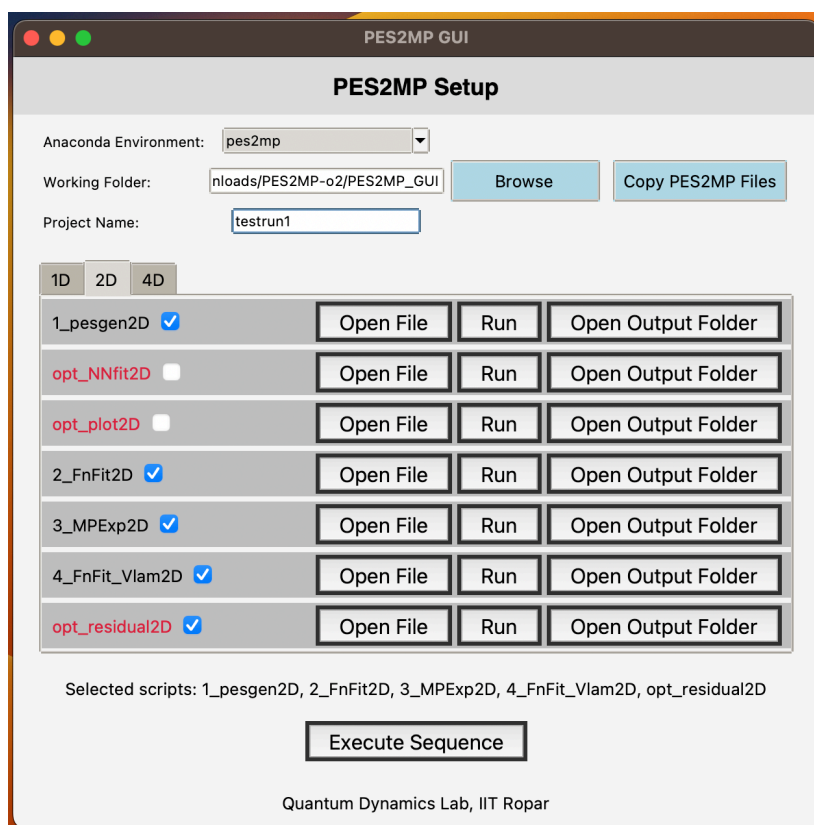 PES2MP GUI
PES2MP Setup
Anaconda Environment: pes2mp
Working Folder: nloads/PES2MP-o2/PES2MP_GUI Browse Copy PES2MP Files
Project Name: testrun1
1D 2D 4D
1_pesgen2D Open File Run Open Output Folder
opt_NNfit2D Open File Run Open Output Folder
opt_plot2D Open File Run Open Output Folder
2_FnFit2D Open File Run Open Output Folder
3_MPExp2D Open File Run Open Output Folder
4_FnFit_Vlam2D Open File Run Open Output Folder
opt_residual2D Open File Run Open Output Folder
Selected scripts: 1_pesgen2D, 2_FnFit2D, 3_MPExp2D, 4_FnFit_Vlam2D, opt_residual2D
Execute Sequence
Quantum Dynamics Lab, IIT Ropar